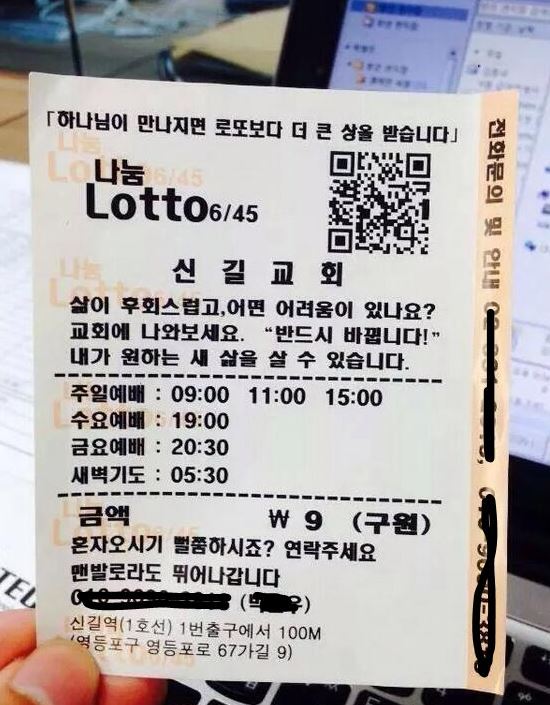 「하나님이 만나지면 로또보다 더 큰 상을 받습니다」
나눔
Lotto6/45
신길교회
삶이 후회스럽고,어떤 어려움이 있나요?
교회에 나와보세요. “반드시 바뀝니다!”
내가 원하는 새 삶을 살 수 있습니다.
주일예배 : 09:00 11:00 15:00
수요예배 : 19:00
금요예배 : 20:30
새벽기도 : 05:30
금액 ₩ 9 (구원)
혼자오시기 뻘쭘하시죠? 연락주세요
맨발로라도 뛰어나갑니다
신길역(1호선) 1번출구에서 100M
(영등포구 영등포로 67가길 9)
전화문의 및 안내